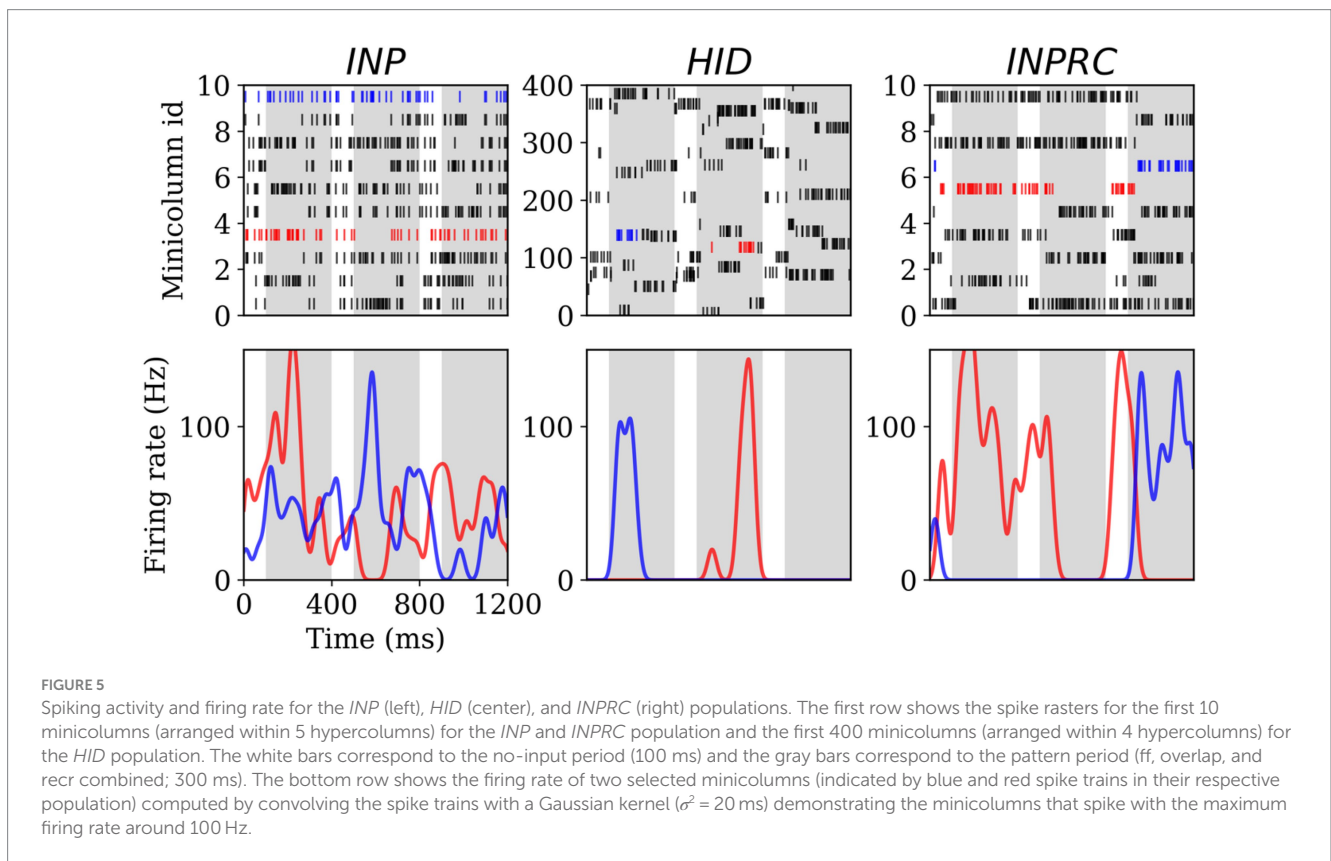 INP
HID
INPRC
Minicolumn id
10
8
6
4
2
0
400
300
200
100
0
10
8
6
4
2
0
Firing rate (Hz)
100
0
100
0
100
0
0 400 800 1200
Time (ms)
FIGURE 5
Spiking activity and firing rate for the INP (left), HID (center), and INPRC (right) populations. The first row shows the spike rasters for the first 10
minicolumns (arranged within 5 hypercolumns) for the INP and INPRC population and the first 400 minicolumns (arranged within 4 hypercolumns) for
the HID population. The white bars correspond to the no-input period (100 ms) and the gray bars correspond to the pattern period (ff, overlap, and
recr combined; 300 ms). The bottom row shows the firing rate of two selected minicolumns (indicated by blue and red spike trains in their respective
population) computed by convolving the spike trains with a Gaussian kernel (σ² = 20 ms) demonstrating the minicolumns that spike with the maximum
firing rate around 100 Hz.